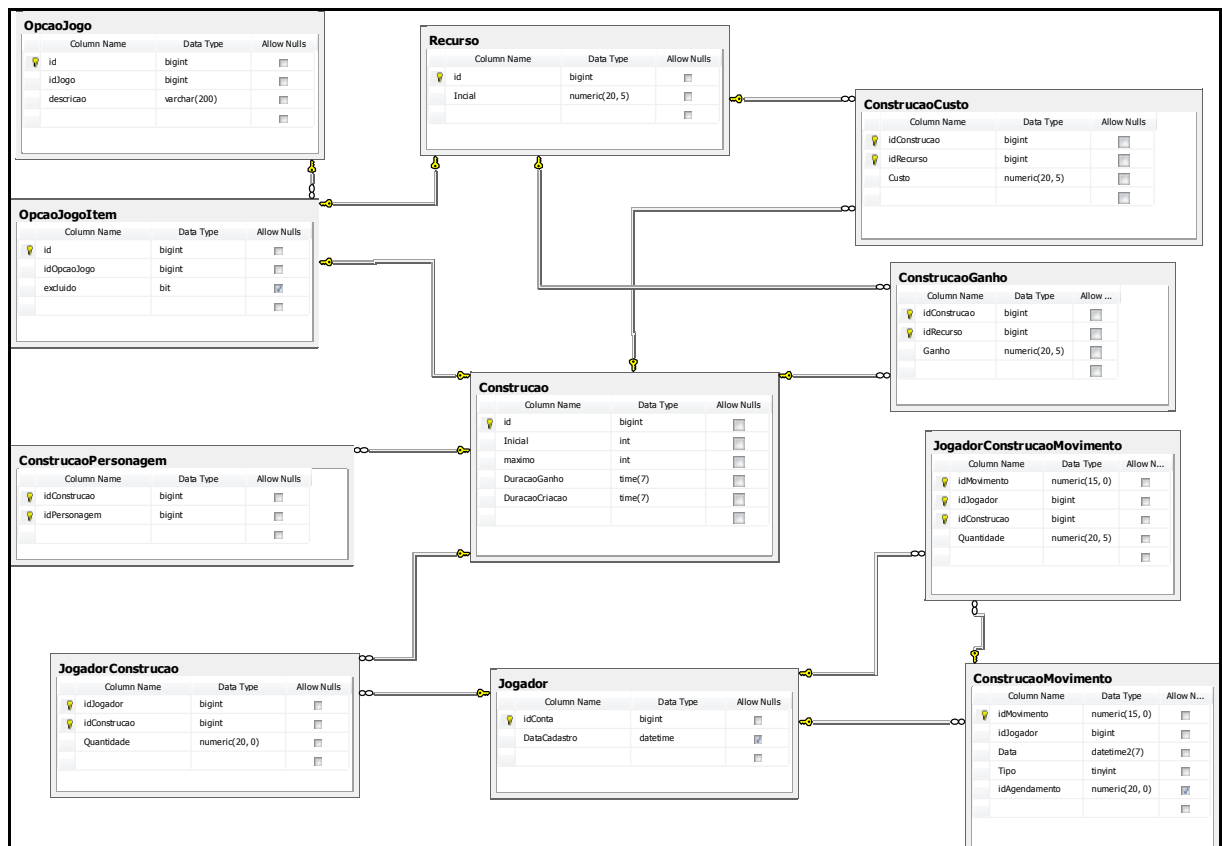 OpcaoJogo
Column Name Data Type Allow Nulls
id bigint
idJogo bigint
descricao varchar(200)
Recurso
Column Name Data Type Allow Nulls
id bigint
Incial numeric(20, 5)
ConstrucaoCusto
Column Name Data Type Allow Nulls
idConstrucao bigint
idRecurso bigint
Custo numeric(20, 5)
OpcaoJogoItem
Column Name Data Type Allow Nulls
id bigint
idOpcaoJogo bigint
excluido bit
ConstrucaoGanho
Column Name Data Type Allow ...
idConstrucao bigint
idRecurso bigint
Ganho numeric(20, 5)
Construcao
Column Name Data Type Allow Nulls
id bigint
Inicial int
maximo int
DuracaoGanho time(7)
DuracaoCriacao time(7)
ConstrucaoPersonagem
Column Name Data Type Allow Nulls
idConstrucao bigint
idPersonagem bigint
JogadorConstrucaoMovimento
Column Name Data Type Allow N...
idMovimento numeric(15, 0)
idJogador bigint
idConstrucao bigint
Quantidade numeric(20, 5)
JogadorConstrucao
Column Name Data Type Allow Nulls
idJogador bigint
idConstrucao bigint
Quantidade numeric(20, 0)
Jogador
Column Name Data Type Allow Nulls
idConta bigint
DataCadastro datetime
ConstrucaoMovimento
Column Name Data Type Allow N...
idMovimento numeric(15, 0)
idJogador bigint
Data datetime2(7)
Tipo tinyint
idAgendamento numeric(20, 0)